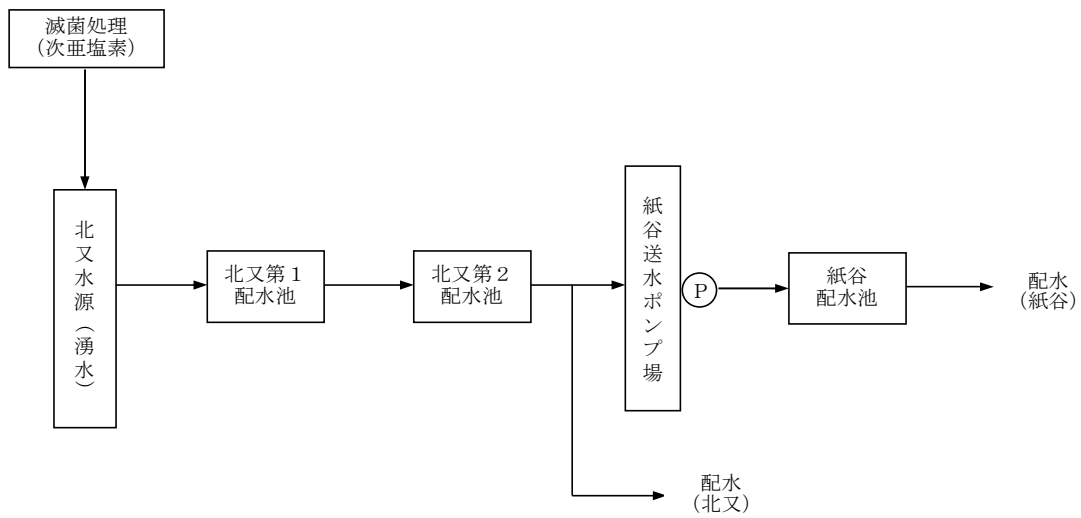 滅菌処理
（次亜塩素）
北又水源（湧水）
北又第１
配水池
北又第２
配水池
紙谷送水ポンプ場
Ｐ
紙谷
配水池
配水
（紙谷）
配水
（北又）